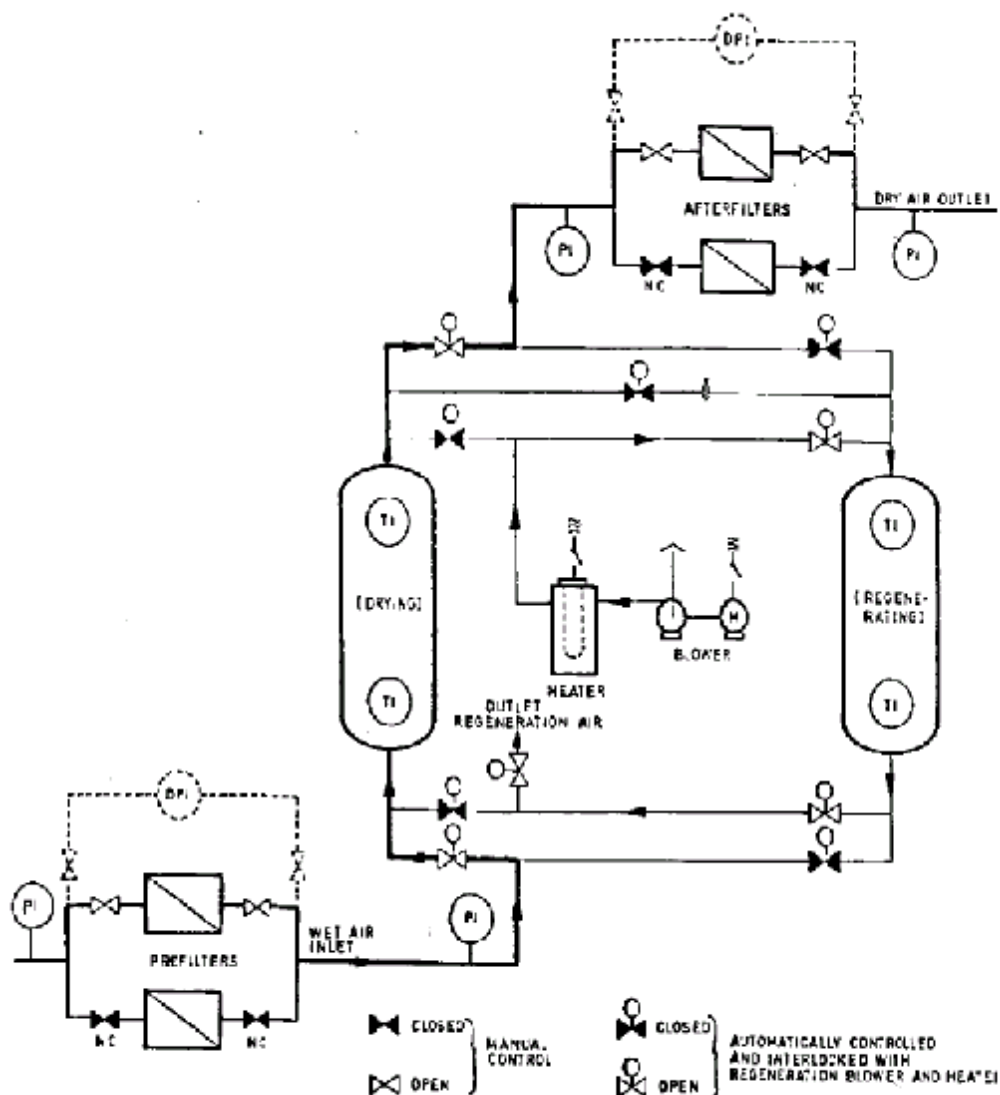 DPI
AFTERFILTERS
DRY AIR OUTLET
PI
PI
NC
NC
TI
TI
[DRYING]
[REGENE-
RATING]
M
BLOWER
HEATER
TI
TI
OUTLET
REGENERATION AIR
DPI
PI
PI
WET AIR
INLET
PREFILTERS
NC
NC
CLOSED
OPEN
MANUAL
CONTROL
CLOSED
OPEN
AUTOMATICALLY CONTROLLED
AND INTERLOCKED WITH
REGENERATION BLOWER AND